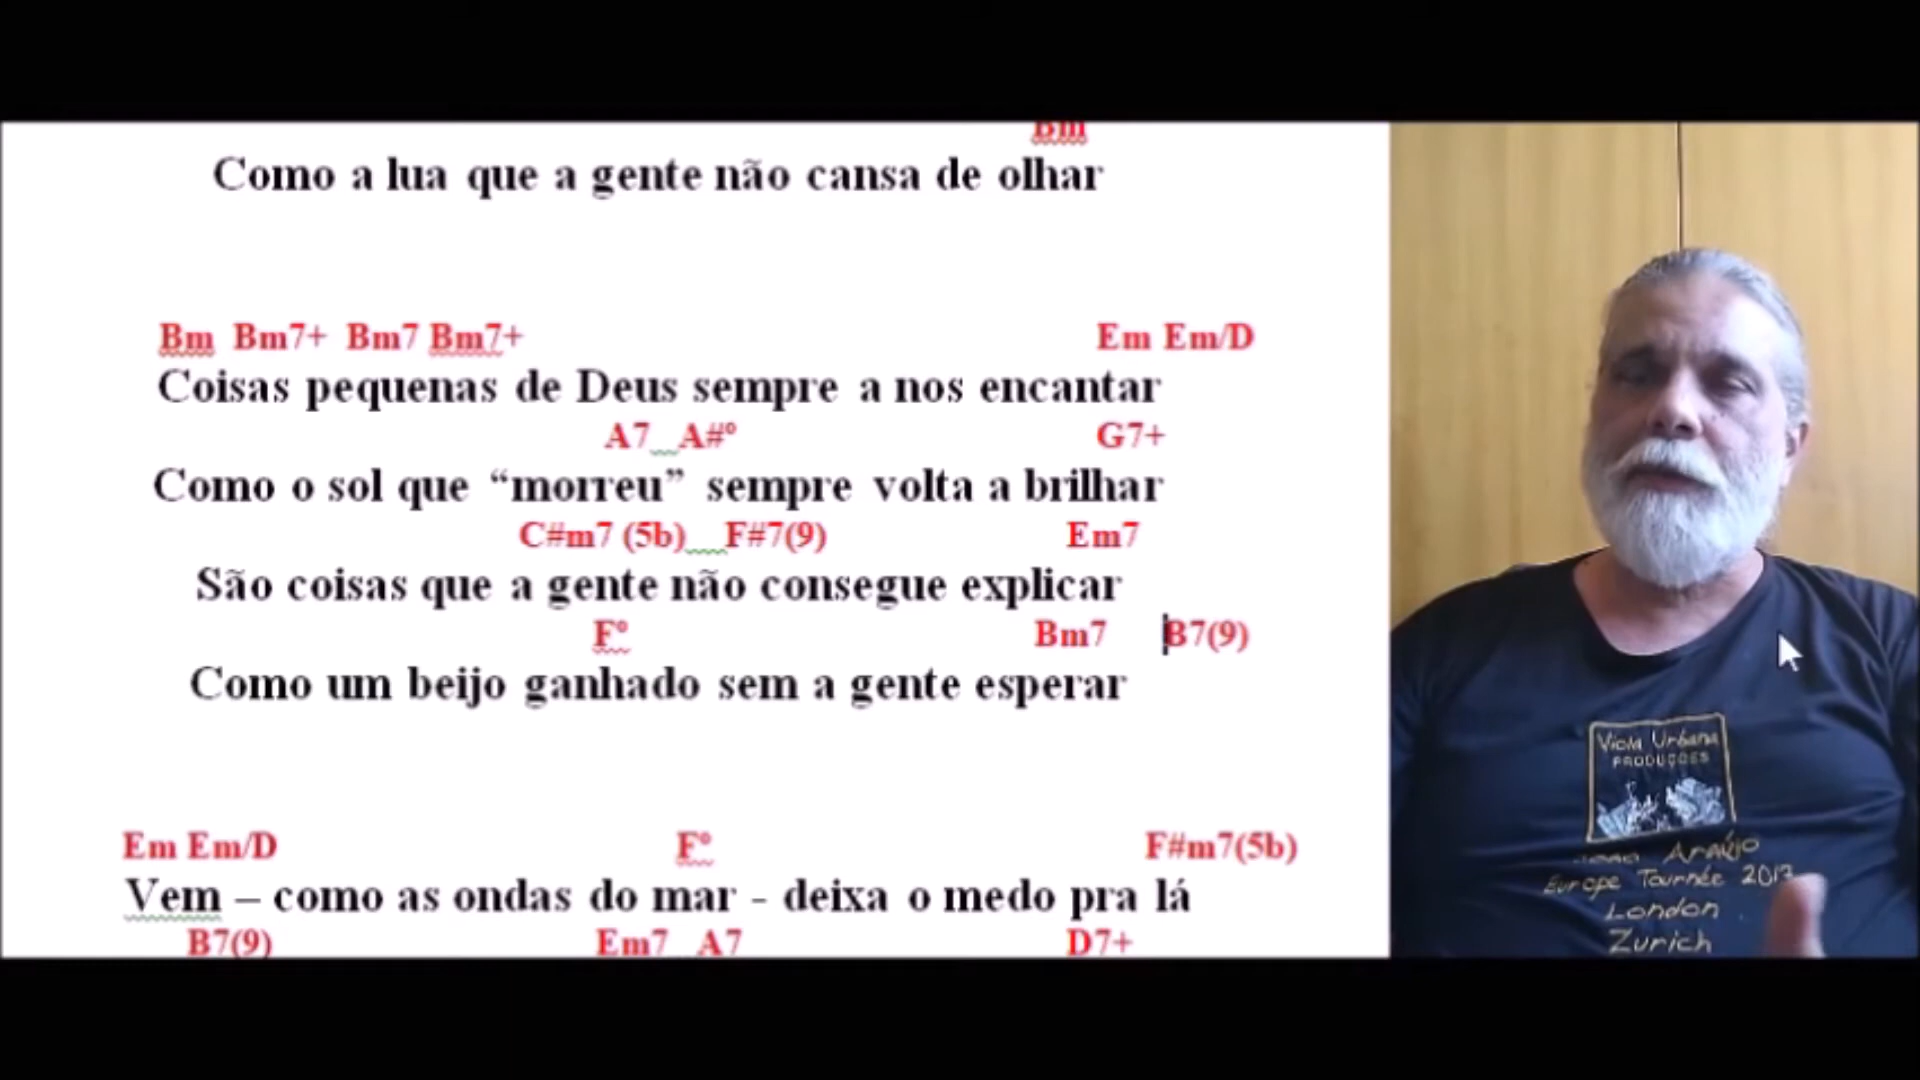 Bm
Como a lua que a gente não cansa de olhar
Bm Bm7+ Bm7 Bm7+ Em Em/D
Coisas pequenas de Deus sempre a nos encantar
A7 A#° G7+
Como o sol que “morreu” sempre volta a brilhar
C#m7 (5b) F#7(9) Em7
São coisas que a gente não consegue explicar
F° Bm7 B7(9)
Como um beijo ganhado sem a gente esperar
Em Em/D F° F#m7(5b)
Vem – como as ondas do mar - deixa o medo pra lá
B7(9) Em7 A7 D7+
Viola Urbana
PRODUÇÕES
Araújo
Europe Tournée 2017
London
Zurich